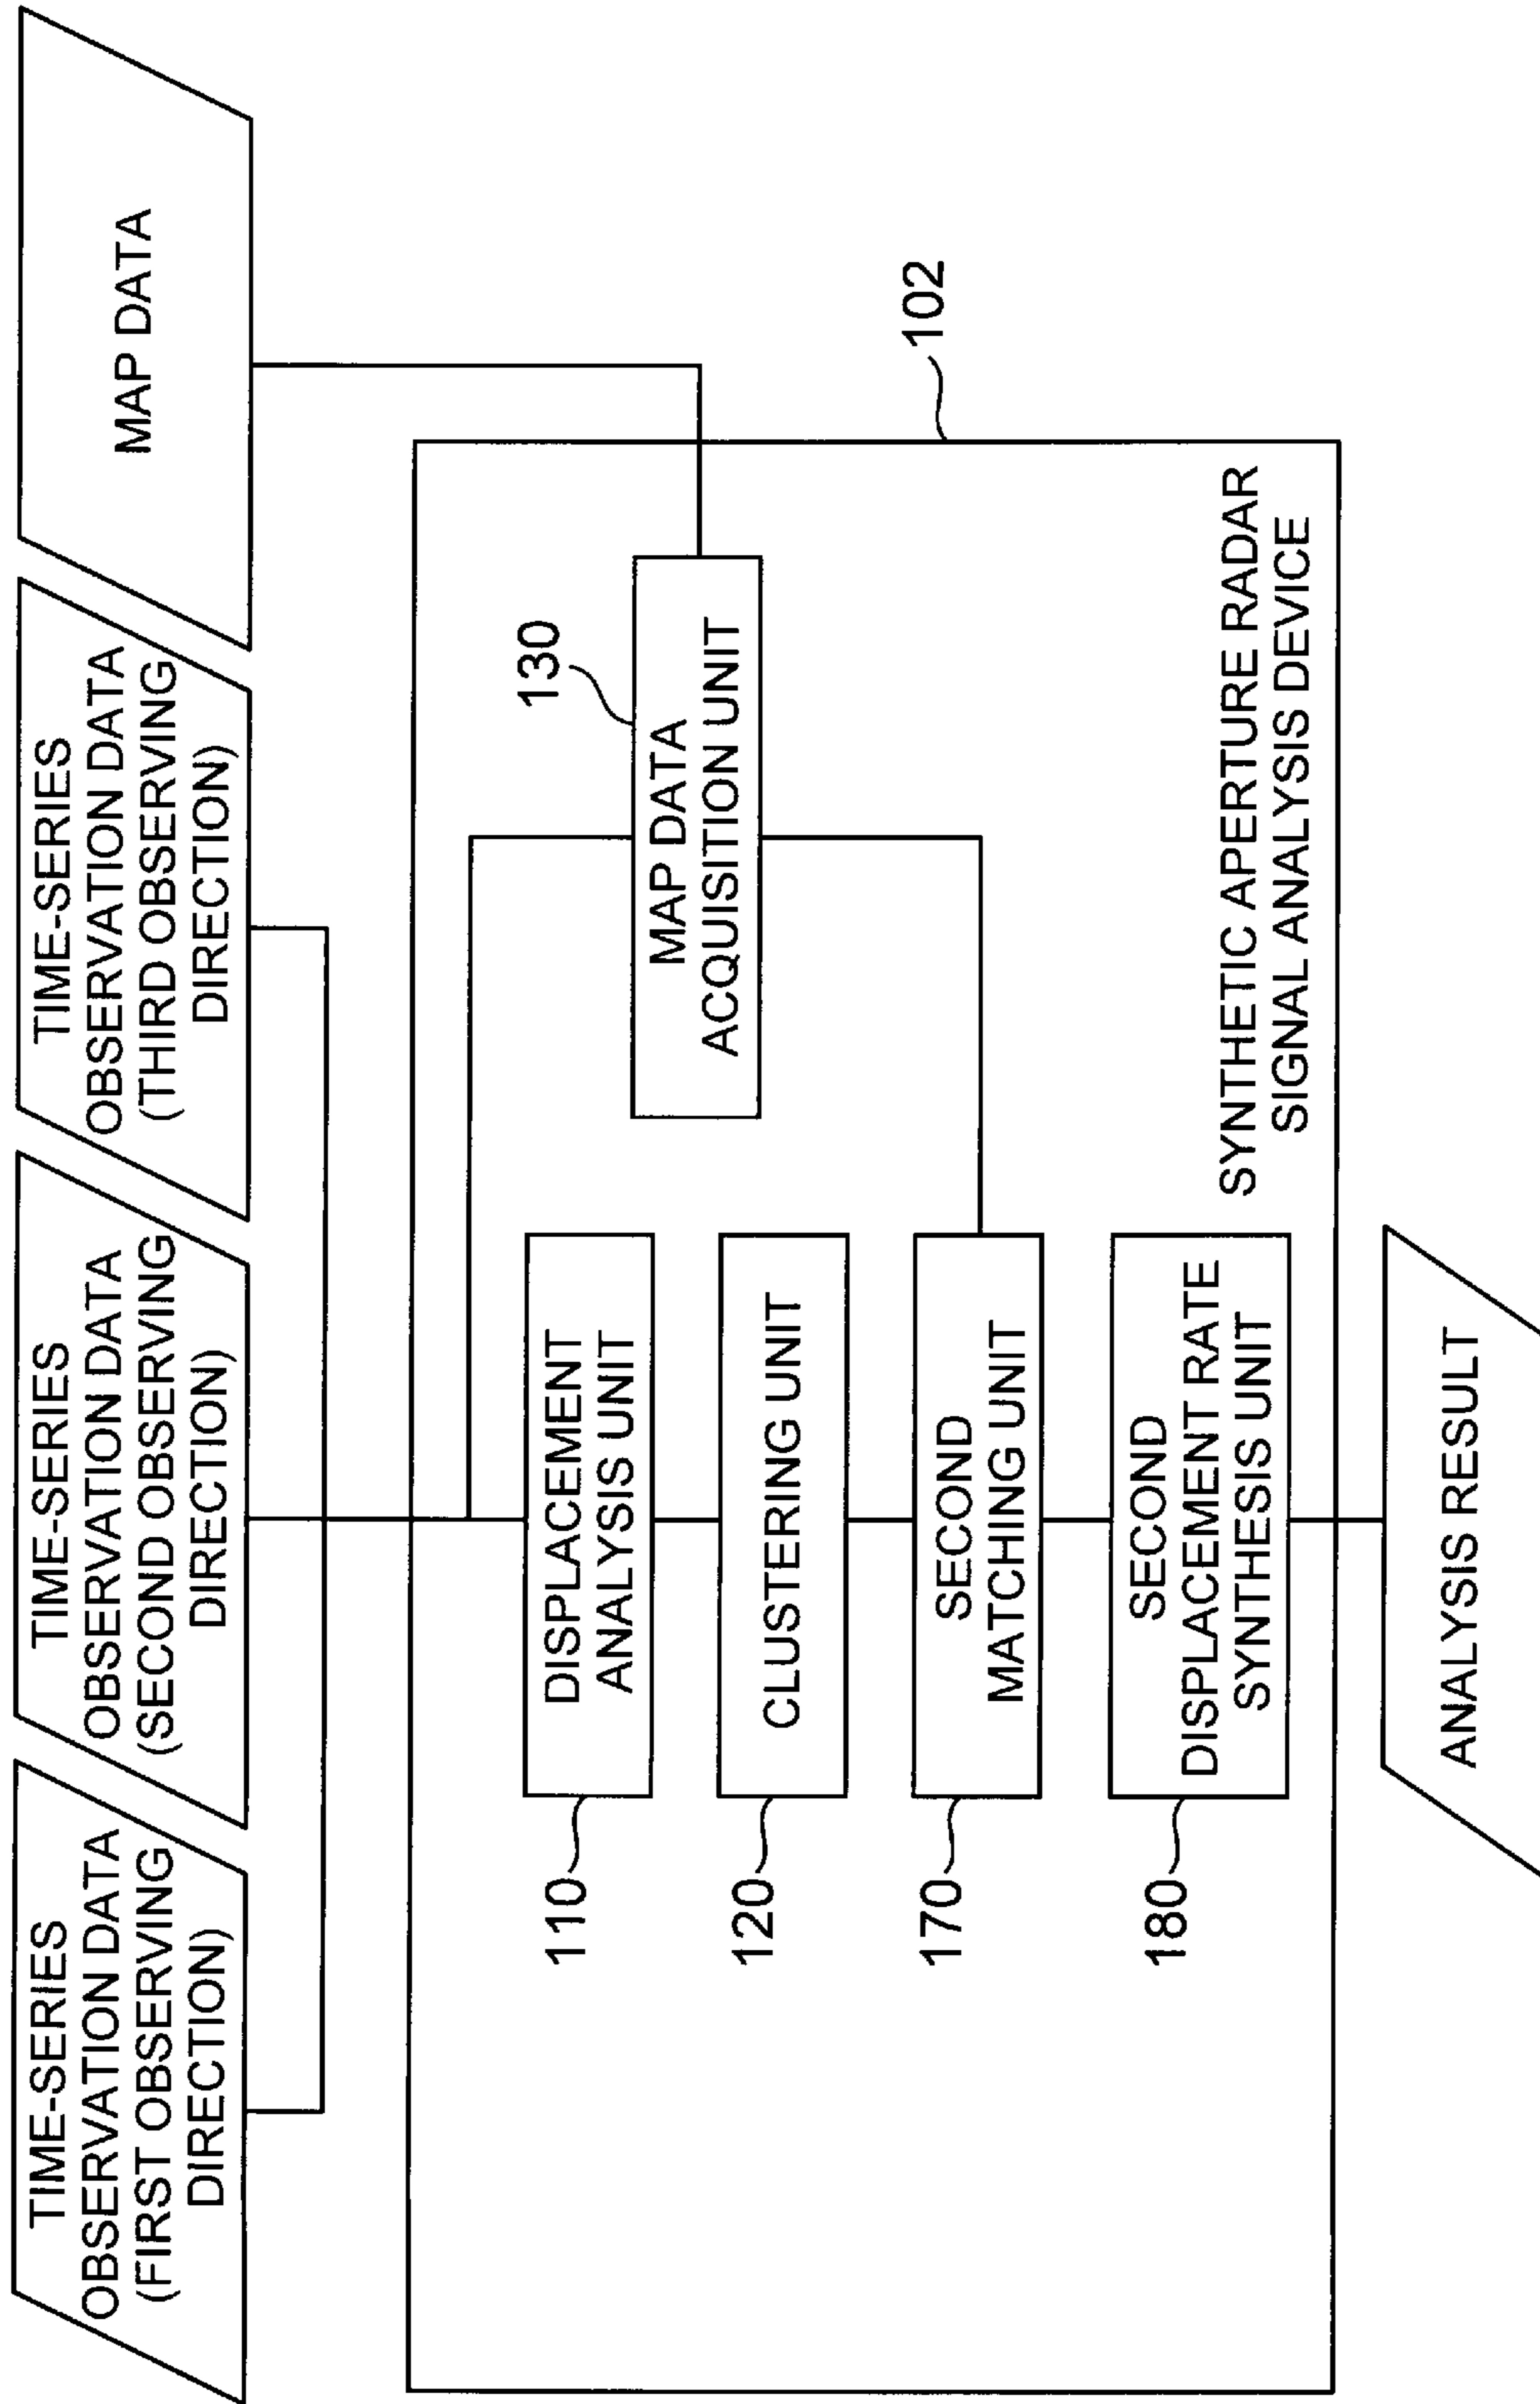 TIME-SERIES
OBSERVATION DATA
(FIRST OBSERVING
DIRECTION)
TIME-SERIES
OBSERVATION DATA
(SECOND OBSERVING
DIRECTION)
TIME-SERIES
OBSERVATION DATA
(THIRD OBSERVING
DIRECTION)
MAP DATA
102
110
DISPLACEMENT
ANALYSIS UNIT
130
MAP DATA
ACQUISITION UNIT
120
CLUSTERING UNIT
170
SECOND
MATCHING UNIT
180
SECOND
DISPLACEMENT RATE
SYNTHESIS UNIT
SYNTHETIC APERTURE RADAR
SIGNAL ANALYSIS DEVICE
ANALYSIS RESULT